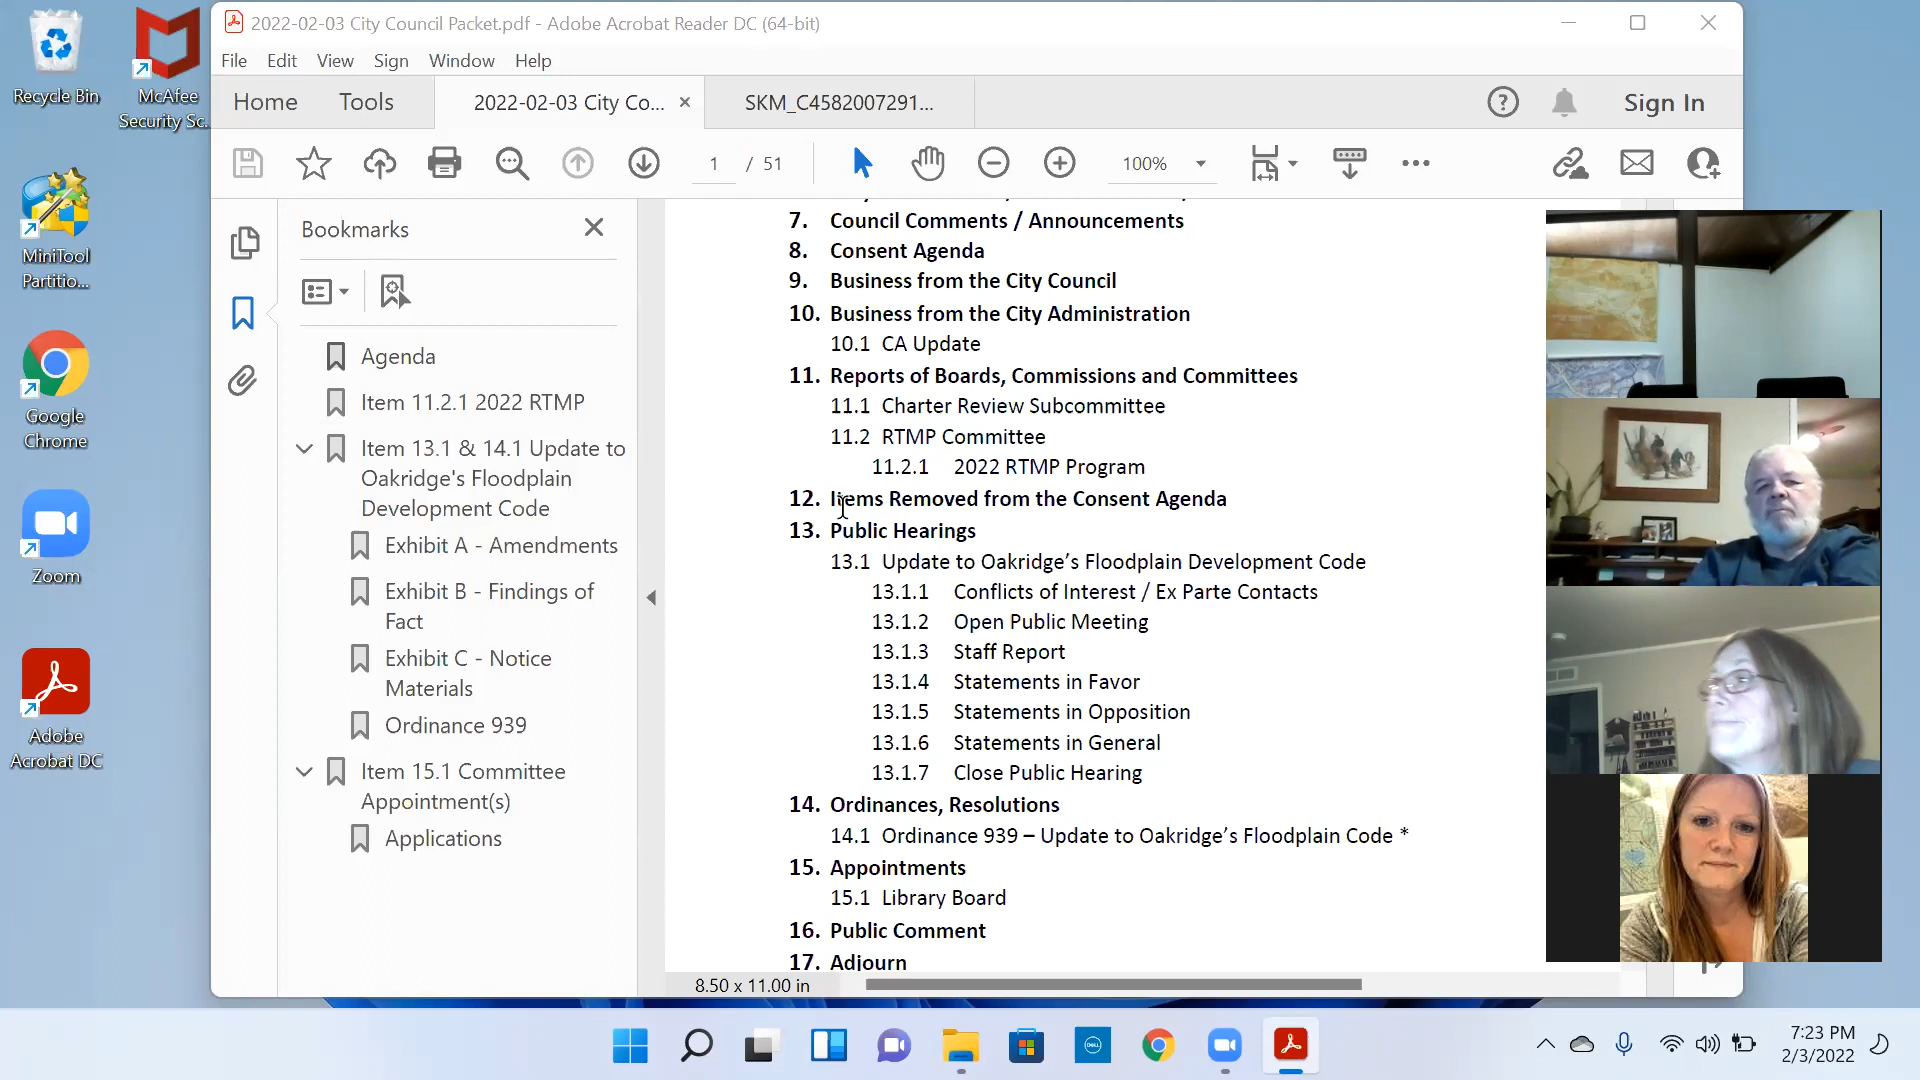 2022-02-03 City Council Packet.pdf - Adobe Acrobat Reader DC (64-bit)
File Edit View Sign Window Help
Home Tools 2022-02-03 City Co... × SKM_C4582007291... Sign In
1 / 51 100%
Recycle Bin
McAfee
Security Sc.
MiniTool
Partitio...
Google
Chrome
Zoom
Adobe
Acrobat DC
Bookmarks
Agenda
Item 11.2.1 2022 RTMP
Item 13.1 & 14.1 Update to
Oakridge's Floodplain
Development Code
Exhibit A - Amendments
Exhibit B - Findings of
Fact
Exhibit C - Notice
Materials
Ordinance 939
Item 15.1 Committee
Appointment(s)
Applications
7. Council Comments / Announcements
8. Consent Agenda
9. Business from the City Council
10. Business from the City Administration
10.1 CA Update
11. Reports of Boards, Commissions and Committees
11.1 Charter Review Subcommittee
11.2 RTMP Committee
11.2.1 2022 RTMP Program
12. Items Removed from the Consent Agenda
13. Public Hearings
13.1 Update to Oakridge’s Floodplain Development Code
13.1.1 Conflicts of Interest / Ex Parte Contacts
13.1.2 Open Public Meeting
13.1.3 Staff Report
13.1.4 Statements in Favor
13.1.5 Statements in Opposition
13.1.6 Statements in General
13.1.7 Close Public Hearing
14. Ordinances, Resolutions
14.1 Ordinance 939 – Update to Oakridge’s Floodplain Code *
15. Appointments
15.1 Library Board
16. Public Comment
17. Adjourn
8.50 x 11.00 in
DELL
7:23 PM
2/3/2022